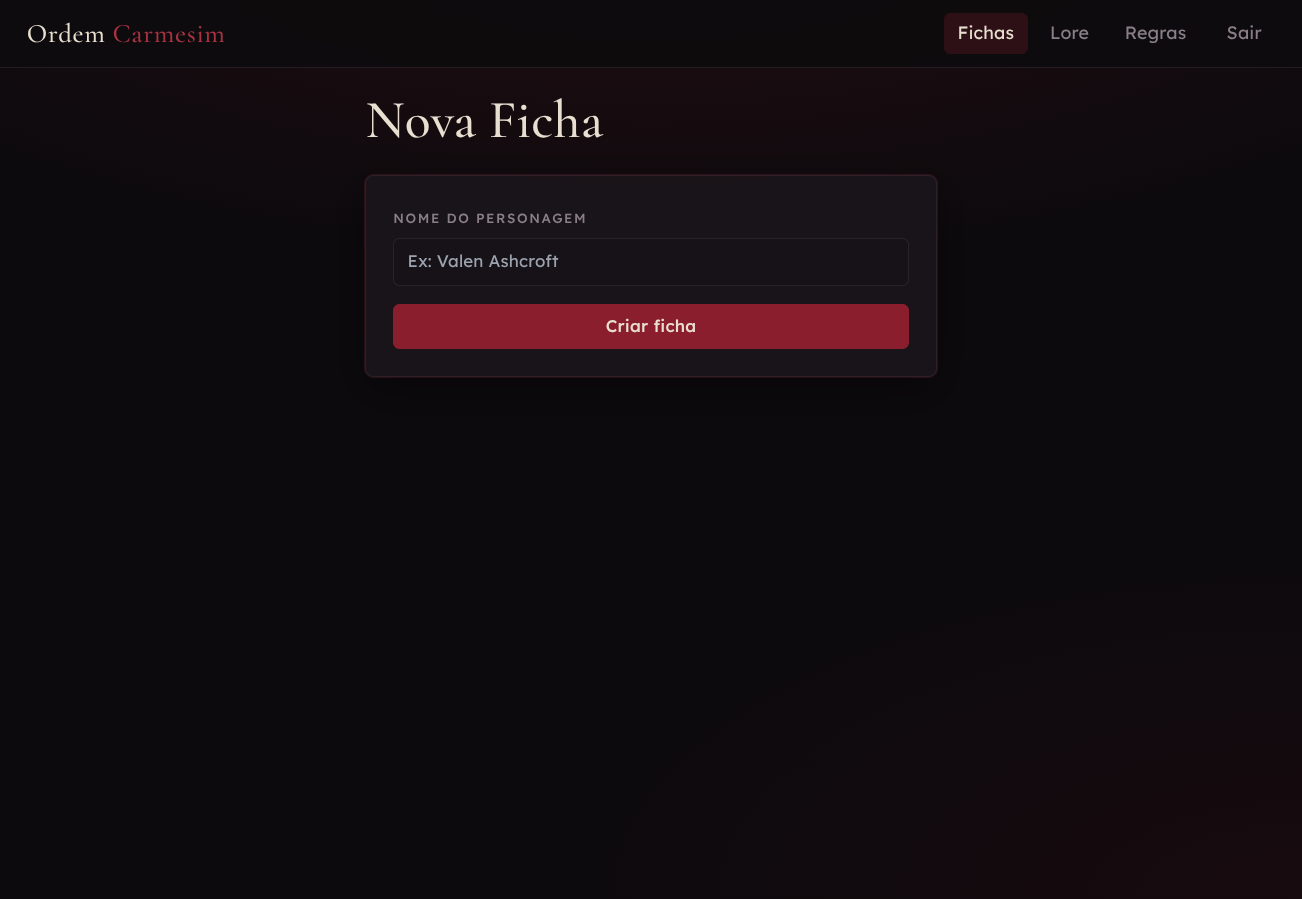 Ordem Carmesim
Fichas Lore Regras Sair
Nova Ficha
NOME DO PERSONAGEM
Ex: Valen Ashcroft
Criar ficha